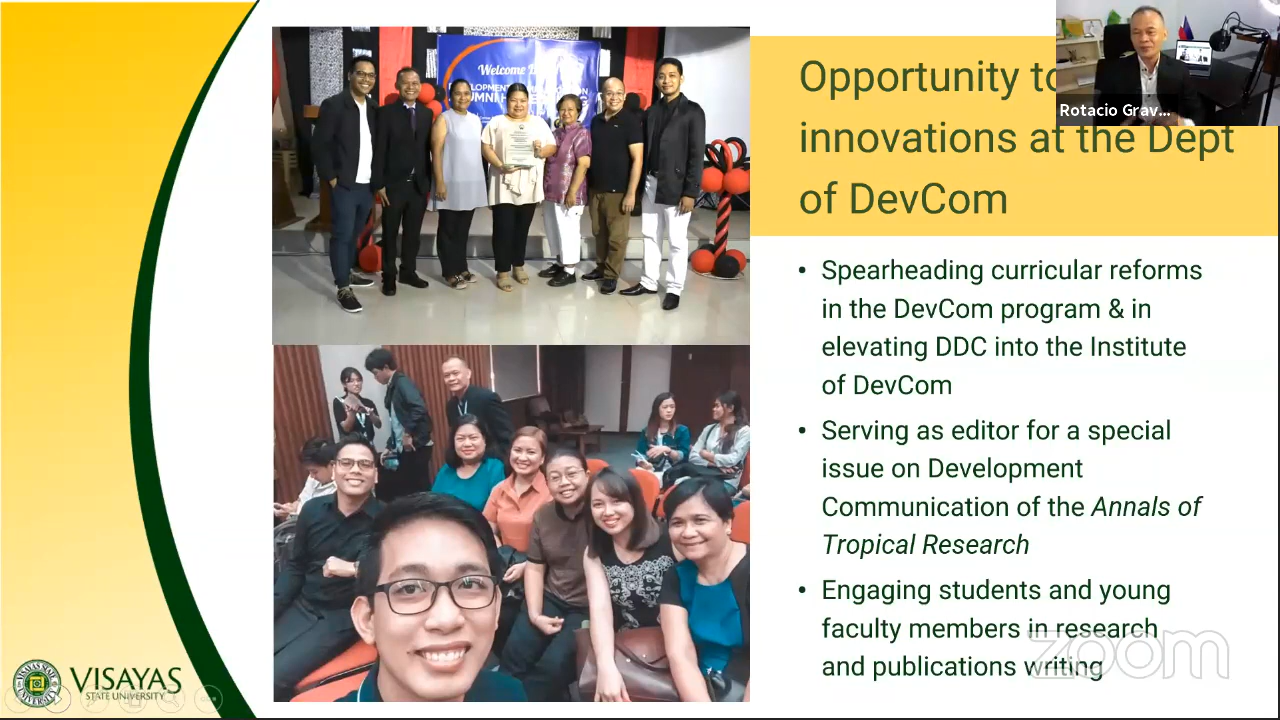 Opportunity to
innovations at the Dept
of DevCom
Rotacio Grav...
• Spearheading curricular reforms
in the DevCom program & in
elevating DDC into the Institute
of DevCom
• Serving as editor for a special
issue on Development
Communication of the Annals of
Tropical Research
• Engaging students and young
faculty members in research
and publications writing
zoom
Welcome
VISAYAS
STATE UNIVERSITY